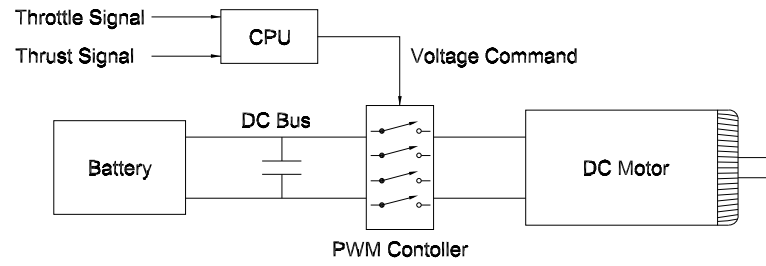 Throttle Signal
CPU
Thrust Signal
Voltage Command
DC Bus
Battery
DC Motor
PWM Contoller